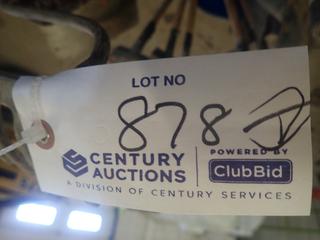 LOT NO
878
CENTURY AUCTIONS
POWERED BY
ClubBid
A DIVISION OF CENTURY SERVICES